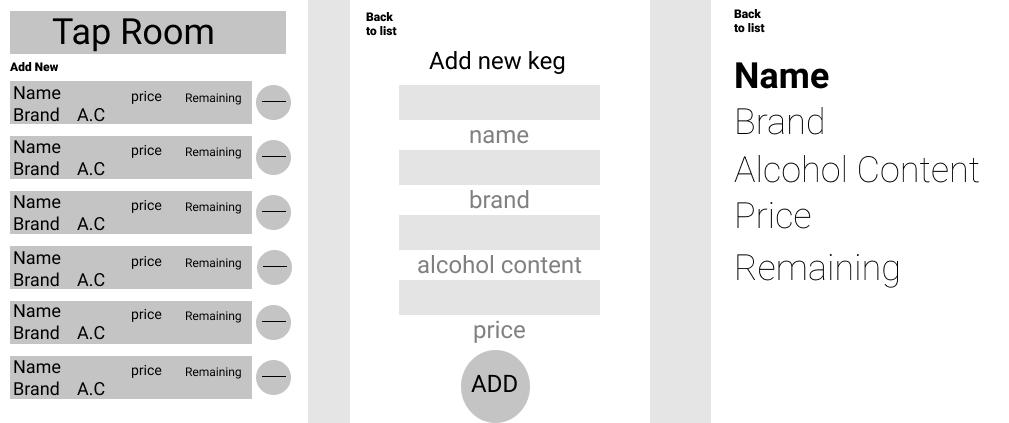 Tap Room
Add New
Name price Remaining
Brand A.C
Name price Remaining
Brand A.C
Name price Remaining
Brand A.C
Name price Remaining
Brand A.C
Name price Remaining
Brand A.C
Name price Remaining
Brand A.C
Back
to list
Add new keg
name
brand
alcohol content
price
ADD
Back
to list
Name
Brand
Alcohol Content
Price
Remaining